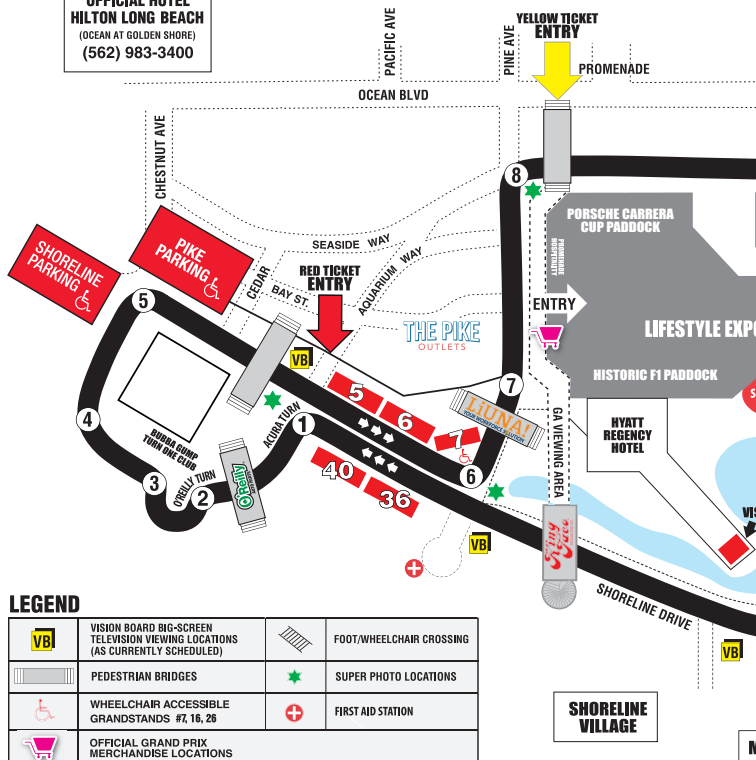 OFFICIAL HOTEL
HILTON LONG BEACH
(OCEAN AT GOLDEN SHORE)
(562) 983-3400
PACIFIC AVE
PINE AVE
YELLOW TICKET
ENTRY
PROMENADE
OCEAN BLVD
CHESTNUT AVE
8
PORSCHE CARRERA
CUP PADDOCK
PROMENADE
HOSPITALITY
SHORELINE
PARKING
PIKE
PARKING
SEASIDE WAY
CEDAR
BAY ST.
AQUARIUM WAY
RED TICKET
ENTRY
ENTRY
5
THE PIKE
OUTLETS
LIFESTYLE EXPO
HISTORIC F1 PADDOCK
VB
5
6
7
7
LiUNA!
4
BUBBA GUMP
TURN ONE CLUB
ACURA TURN
1
GA VIEWING AREA
HYATT
REGENCY
HOTEL
3
O'REILLY TURN
2
O'Reilly
40
36
6
VIS
VB
SHORELINE DRIVE
VB
LEGEND
VB
VISION BOARD BIG-SCREEN
TELEVISION VIEWING LOCATIONS
(AS CURRENTLY SCHEDULED)
FOOT/WHEELCHAIR CROSSING
PEDESTRIAN BRIDGES
SUPER PHOTO LOCATIONS
WHEELCHAIR ACCESSIBLE
GRANDSTANDS #7, 16, 26
FIRST AID STATION
OFFICIAL GRAND PRIX
MERCHANDISE LOCATIONS
SHORELINE
VILLAGE